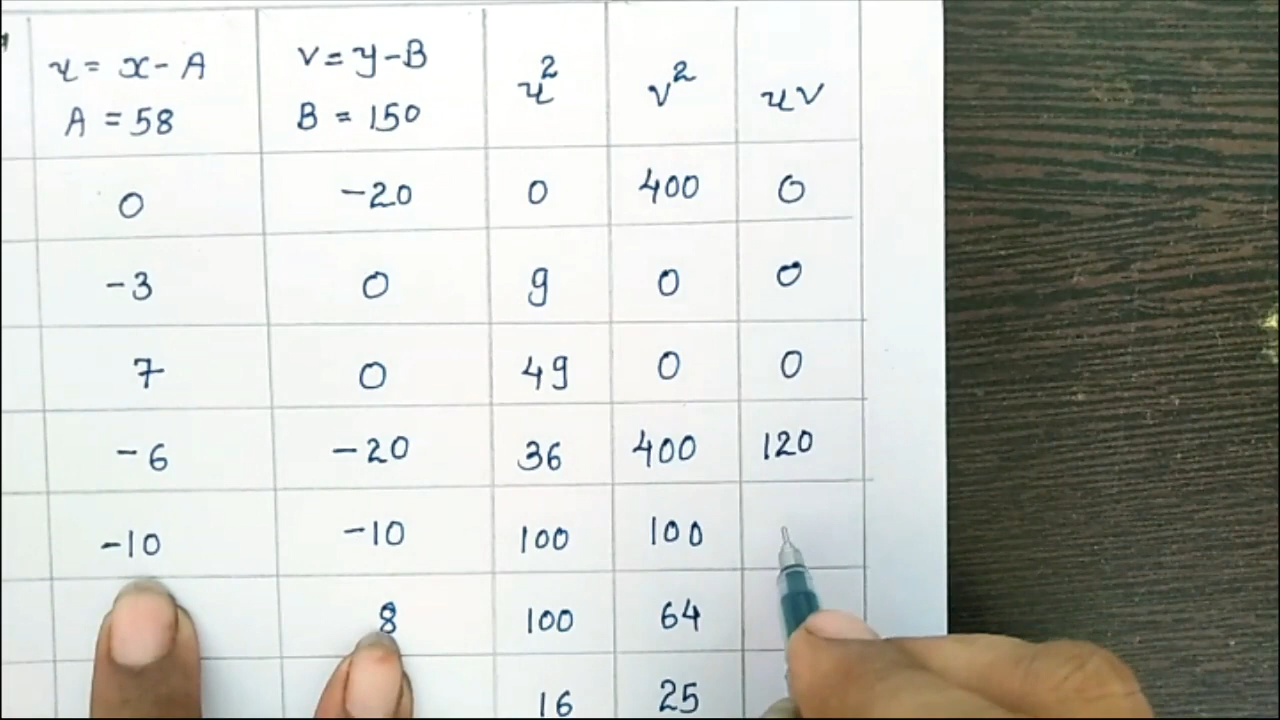 u = x - A v = y - B u² v² uv
A = 58 B = 150
0 -20 0 400 0
-3 0 9 0 0
7 0 49 0 0
-6 -20 36 400 120
-10 -10 100 100
8 100 64
16 25